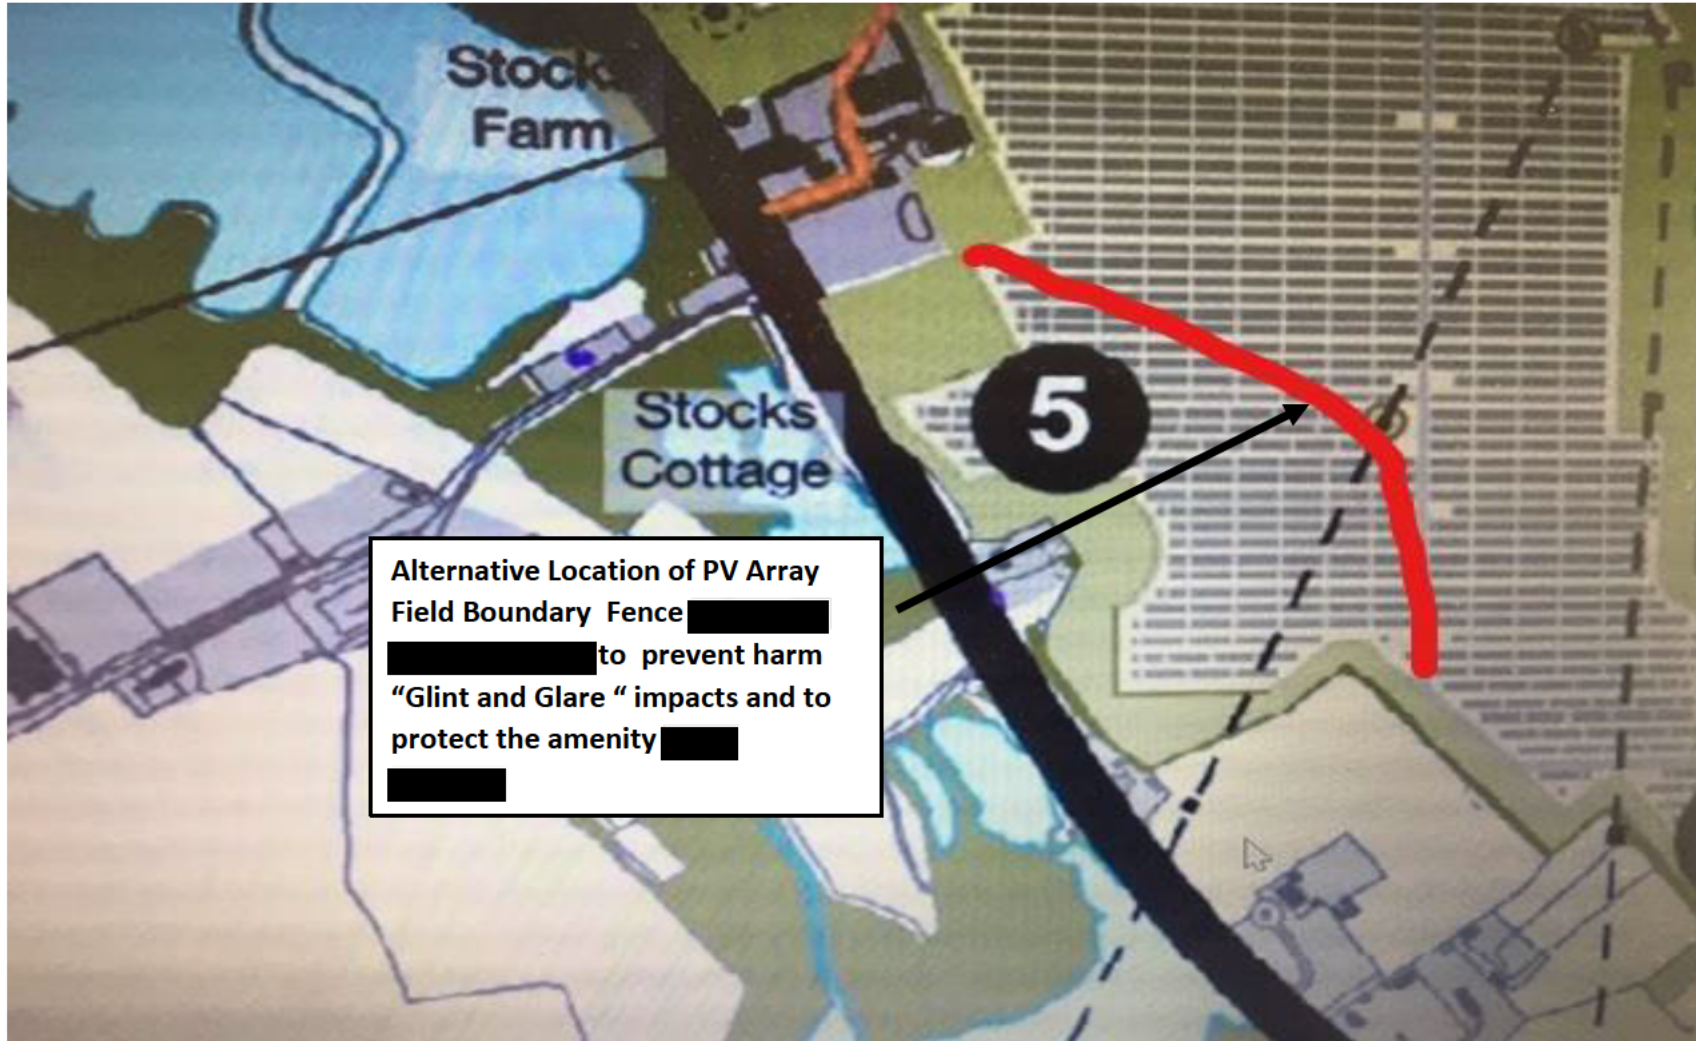 Stocks
Farm
5
Stocks
Cottage
Alternative Location of PV Array
Field Boundary Fence
to prevent harm
“Glint and Glare “ impacts and to
protect the amenity